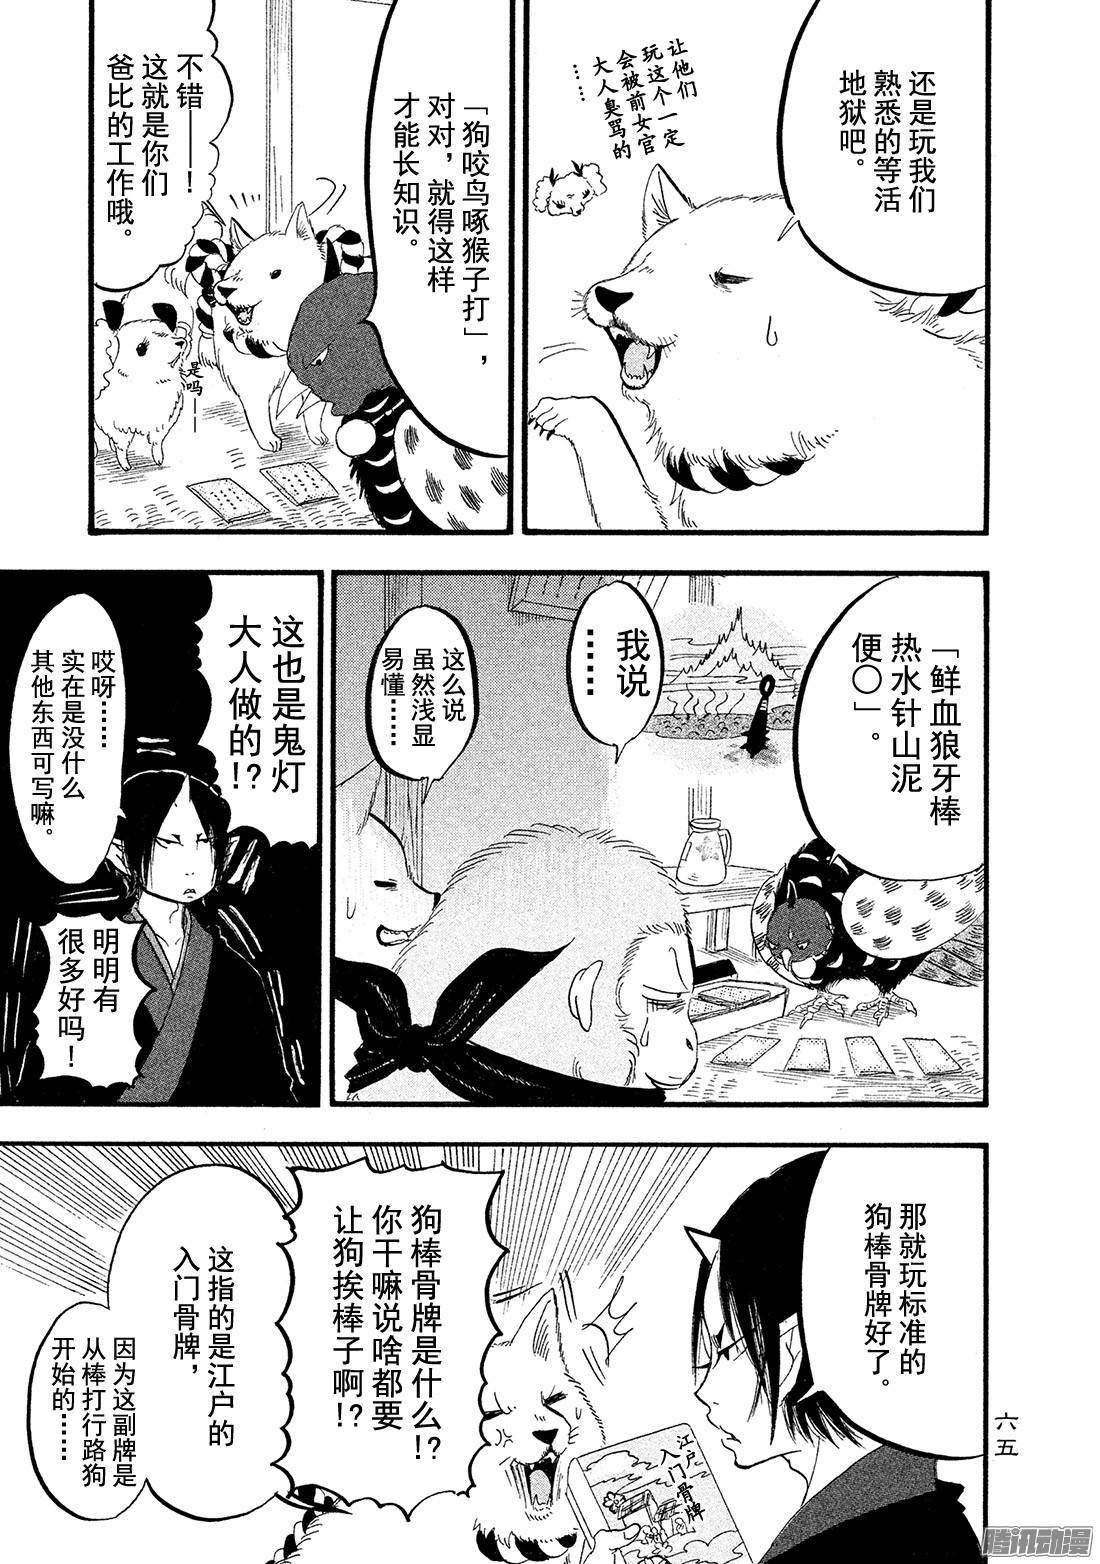 还是玩我们
熟悉的等活
地狱吧。
让他们
玩这个一定
会被前女官
大人臭骂的
……
「狗咬鸟啄猴子打」，
对对，就得这样
才能长知识。
不错——！
这就是你们
爸比的工作哦。
是吗——
「鲜血狼牙棒
热水针山泥
便〇」。
我说
……
这么说
虽然浅显
易懂……
这也是鬼灯
大人做的!?
哎呀……
实在是没什么
其他东西可写嘛。
明明有
很多好吗！
那就玩标准的
狗棒骨牌好了。
江户
入门骨牌
狗棒骨牌是什么!?
你干嘛说啥都要
让狗挨棒子啊!?
这指的是江户的
入门骨牌，
因为这副牌是
从棒打行路狗
开始的……
六五
腾讯动漫